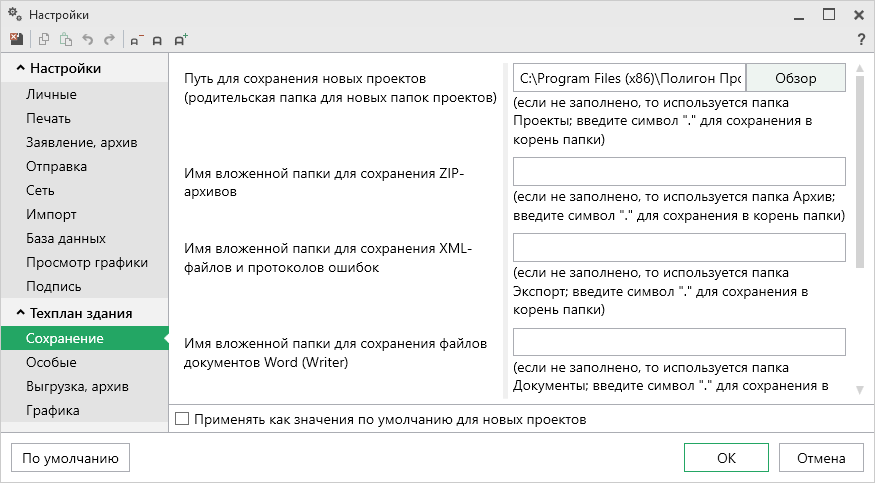 Настройки
а− а а+ ?
Настройки
Личные
Печать
Заявление, архив
Отправка
Сеть
Импорт
База данных
Просмотр графики
Подпись
Техплан здания
Сохранение
Особые
Выгрузка, архив
Графика
Путь для сохранения новых проектов
(родительская папка для новых папок проектов)
C:\Program Files (x86)\Полигон Про
Обзор
(если не заполнено, то используется папка
Проекты; введите символ "." для сохранения в
корень папки)
Имя вложенной папки для сохранения ZIP-
архивов
(если не заполнено, то используется папка Архив;
введите символ "." для сохранения в корень папки)
Имя вложенной папки для сохранения XML-
файлов и протоколов ошибок
(если не заполнено, то используется папка
Экспорт; введите символ "." для сохранения в
корень папки)
Имя вложенной папки для сохранения файлов
документов Word (Writer)
(если не заполнено, то используется папка
Документы; введите символ "." для сохранения в
Применять как значения по умолчанию для новых проектов
По умолчанию
ОК
Отмена